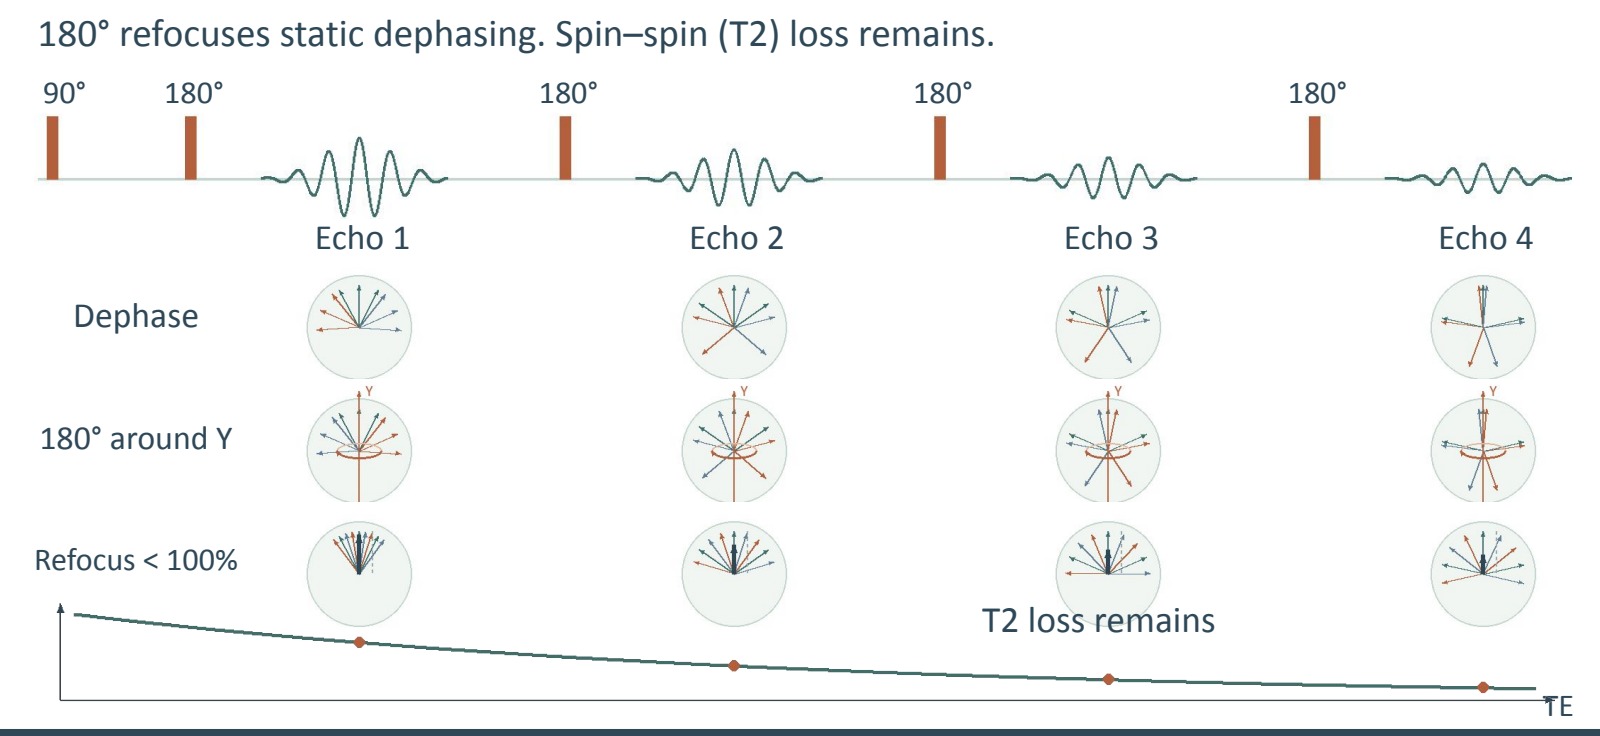 180° refocuses static dephasing. Spin–spin (T2) loss remains.
90° 180° 180° 180° 180°
Echo 1 Echo 2 Echo 3 Echo 4
Dephase
Y Y Y Y
180° around Y
Refocus < 100%
T2 loss remains
TE